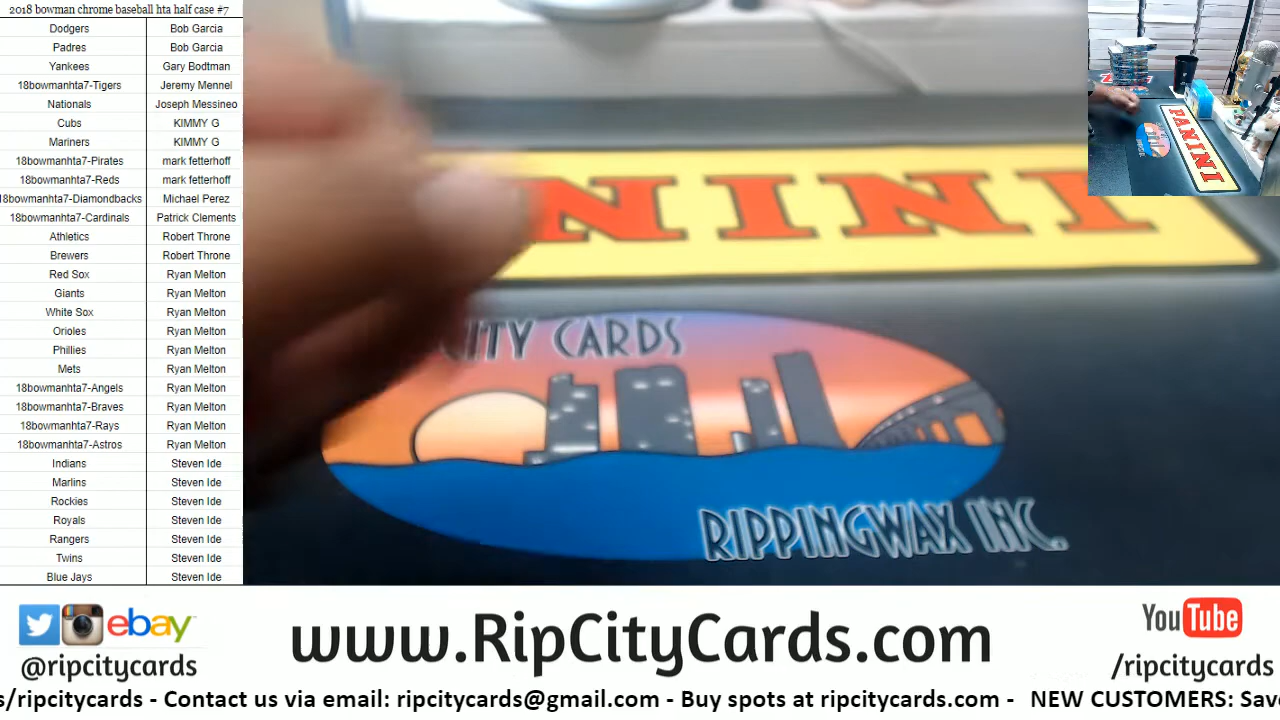 2018 bowman chrome baseball hta half case #7
Dodgers Bob Garcia
Padres Bob Garcia
Yankees Gary Bodtman
18bowmanhta7-Tigers Jeremy Mennel
Nationals Joseph Messineo
Cubs KIMMY G
Mariners KIMMY G
18bowmanhta7-Pirates mark fetterhoff
18bowmanhta7-Reds mark fetterhoff
18bowmanhta7-Diamondbacks Michael Perez
18bowmanhta7-Cardinals Patrick Clements
Athletics Robert Throne
Brewers Robert Throne
Red Sox Ryan Melton
Giants Ryan Melton
White Sox Ryan Melton
Orioles Ryan Melton
Phillies Ryan Melton
Mets Ryan Melton
18bowmanhta7-Angels Ryan Melton
18bowmanhta7-Braves Ryan Melton
18bowmanhta7-Rays Ryan Melton
18bowmanhta7-Astros Ryan Melton
Indians Steven Ide
Marlins Steven Ide
Rockies Steven Ide
Royals Steven Ide
Rangers Steven Ide
Twins Steven Ide
Blue Jays Steven Ide
PANINI
NINI
CITY CARDS
RIPPINGWAX INC.
ebay
@ripcitycards
www.RipCityCards.com
YouTube
/ripcitycards
s/ripcitycards - Contact us via email: ripcitycards@gmail.com - Buy spots at ripcitycards.com - NEW CUSTOMERS: Save